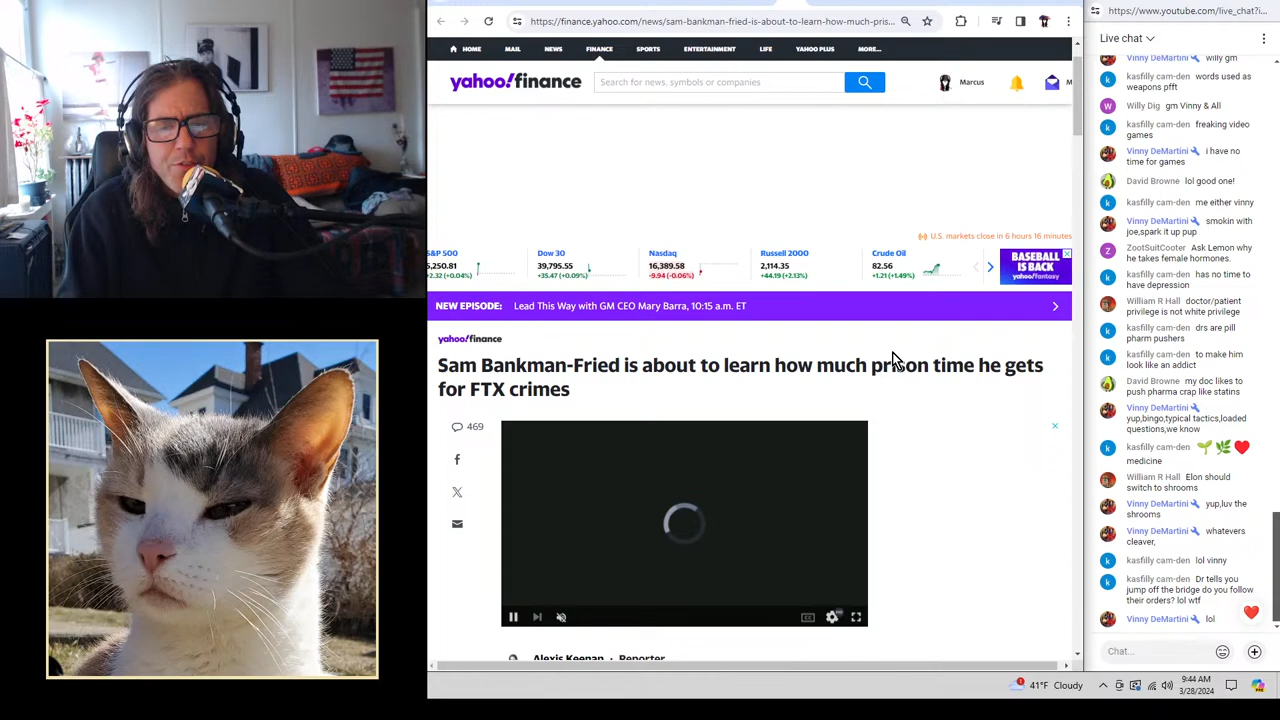 https://finance.yahoo.com/news/sam-bankman-fried-is-about-to-learn-how-much-pris...
HOME MAIL NEWS FINANCE SPORTS ENTERTAINMENT LIFE YAHOO PLUS MORE...
yahoo!finance
Search for news, symbols or companies
Marcus
M
U.S. markets close in 6 hours 16 minutes
S&P 500 Dow 30 Nasdaq Russell 2000 Crude Oil
5,250.81 39,795.55 16,389.58 2,114.35 82.56
+2.32 (+0.04%) +35.47 (+0.09%) -9.94 (-0.06%) +44.19 (+2.13%) +1.21 (+1.49%)
BASEBALL
IS BACK
yahoo!fantasy
NEW EPISODE: Lead This Way with GM CEO Mary Barra, 10:15 a.m. ET
yahoo!finance
Sam Bankman-Fried is about to learn how much prison time he gets
for FTX crimes
469
Alexis Keenan · Reporter
https://www.youtube.com/live_chat?i...
Live chat
Vinny DeMartini willy gm
kasfilly cam-den words used as
weapons pfft
W
Willy Dig gm Vinny & All
kasfilly cam-den freaking video
games
Vinny DeMartini i have no
time for games
David Browne lol good one!
kasfilly cam-den me either vinny
Vinny DeMartini smokin with
joe,spark it up pup
Z
ZootSuitCooter Ask Lemon why
he takes female hormones.
kasfilly cam-den has no time to
have depression
William R Hall doctor/patient
privilege is not white privilege
kasfilly cam-den drs are pill
pharm pushers
kasfilly cam-den to make him
look like an addict
David Browne my doc likes to
push pharma crap like statins
Vinny DeMartini
yup,bingo,typical tactics,loaded
questions,we know
kasfilly cam-den 🌱🌿♥️
medicine
William R Hall Elon should
switch to shrooms
Vinny DeMartini yup,luv the
shrooms
Vinny DeMartini whatevers
cleaver,
kasfilly cam-den lol vinny
kasfilly cam-den Dr tells you
jump off the bridge do you follow
their orders? lol wtf
Vinny DeMartini lol
Chat...
41°F Cloudy
9:44 AM
3/28/2024